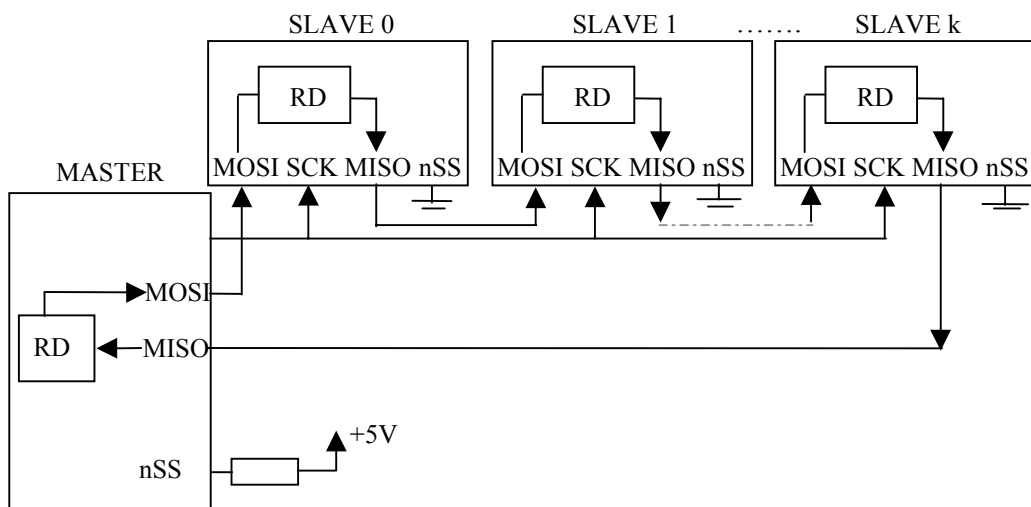 SLAVE 0 SLAVE 1 ……. SLAVE k
RD RD RD
MOSI SCK MISO nSS MOSI SCK MISO nSS MOSI SCK MISO nSS
MASTER
MOSI
RD MISO
+5V
nSS